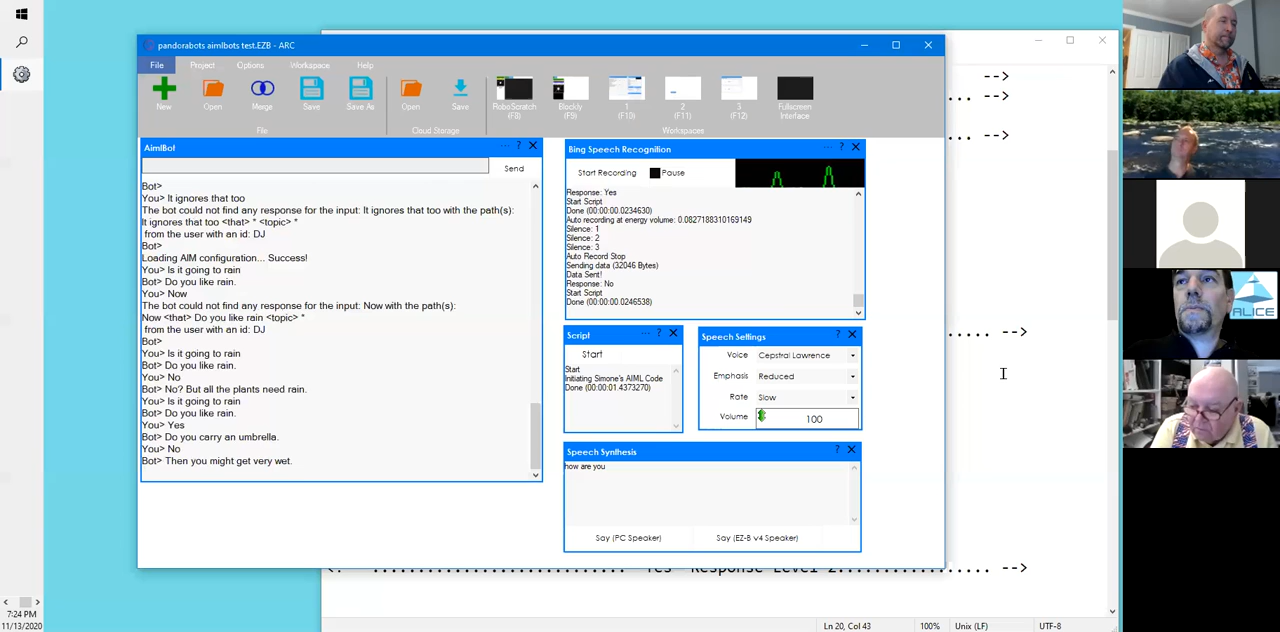 pandorabots aimlbots test.EZB - ARC
File
Project
Options
Workspace
Help
New
Open
Merge
Save
Save As
Open
Save
RoboScratch
(F8)
Blockly
(F9)
1
(F10)
2
(F11)
3
(F12)
Fullscreen
Interface
File
Cloud Storage
Workspaces
AimlBot
Send
Bot>
You> It ignores that too
The bot could not find any response for the input: It ignores that too with the path(s):
It ignores that too <that> * <topic> *
from the user with an id: DJ
Bot>
Loading AIM configuration... Success!
You> Is it going to rain
Bot> Do you like rain.
You> Now
The bot could not find any response for the input: Now with the path(s):
Now <that> Do you like rain <topic> *
from the user with an id: DJ
Bot>
You> Is it going to rain
Bot> Do you like rain.
You> No
Bot> No? But all the plants need rain.
You> Is it going to rain
Bot> Do you like rain.
You> Yes
Bot> Do you carry an umbrella.
You> No
Bot> Then you might get very wet.
Bing Speech Recognition
Start Recording
Pause
Response: Yes
Start Script
Done (00:00:00.0234630)
Auto recording at energy volume: 0.0827188310169149
Silence: 1
Silence: 2
Silence: 3
Auto Record Stop
Sending data (32046 Bytes)
Data Sent!
Response: No
Start Script
Done (00:00:00.0246538)
Script
Start
Start
Initiating Simone's AIML Code
Done (00:00:01.4373270)
Speech Settings
Voice Cepstral Lawrence
Emphasis Reduced
Rate Slow
Volume 100
Speech Synthesis
how are you
Say (PC Speaker)
Say (EZ-B v4 Speaker)
-->
... -->
... -->
..... -->
Response Level 2.................. -->
Ln 20, Col 43
100%
Unix (LF)
UTF-8
7:24 PM
11/13/2020
ALICE